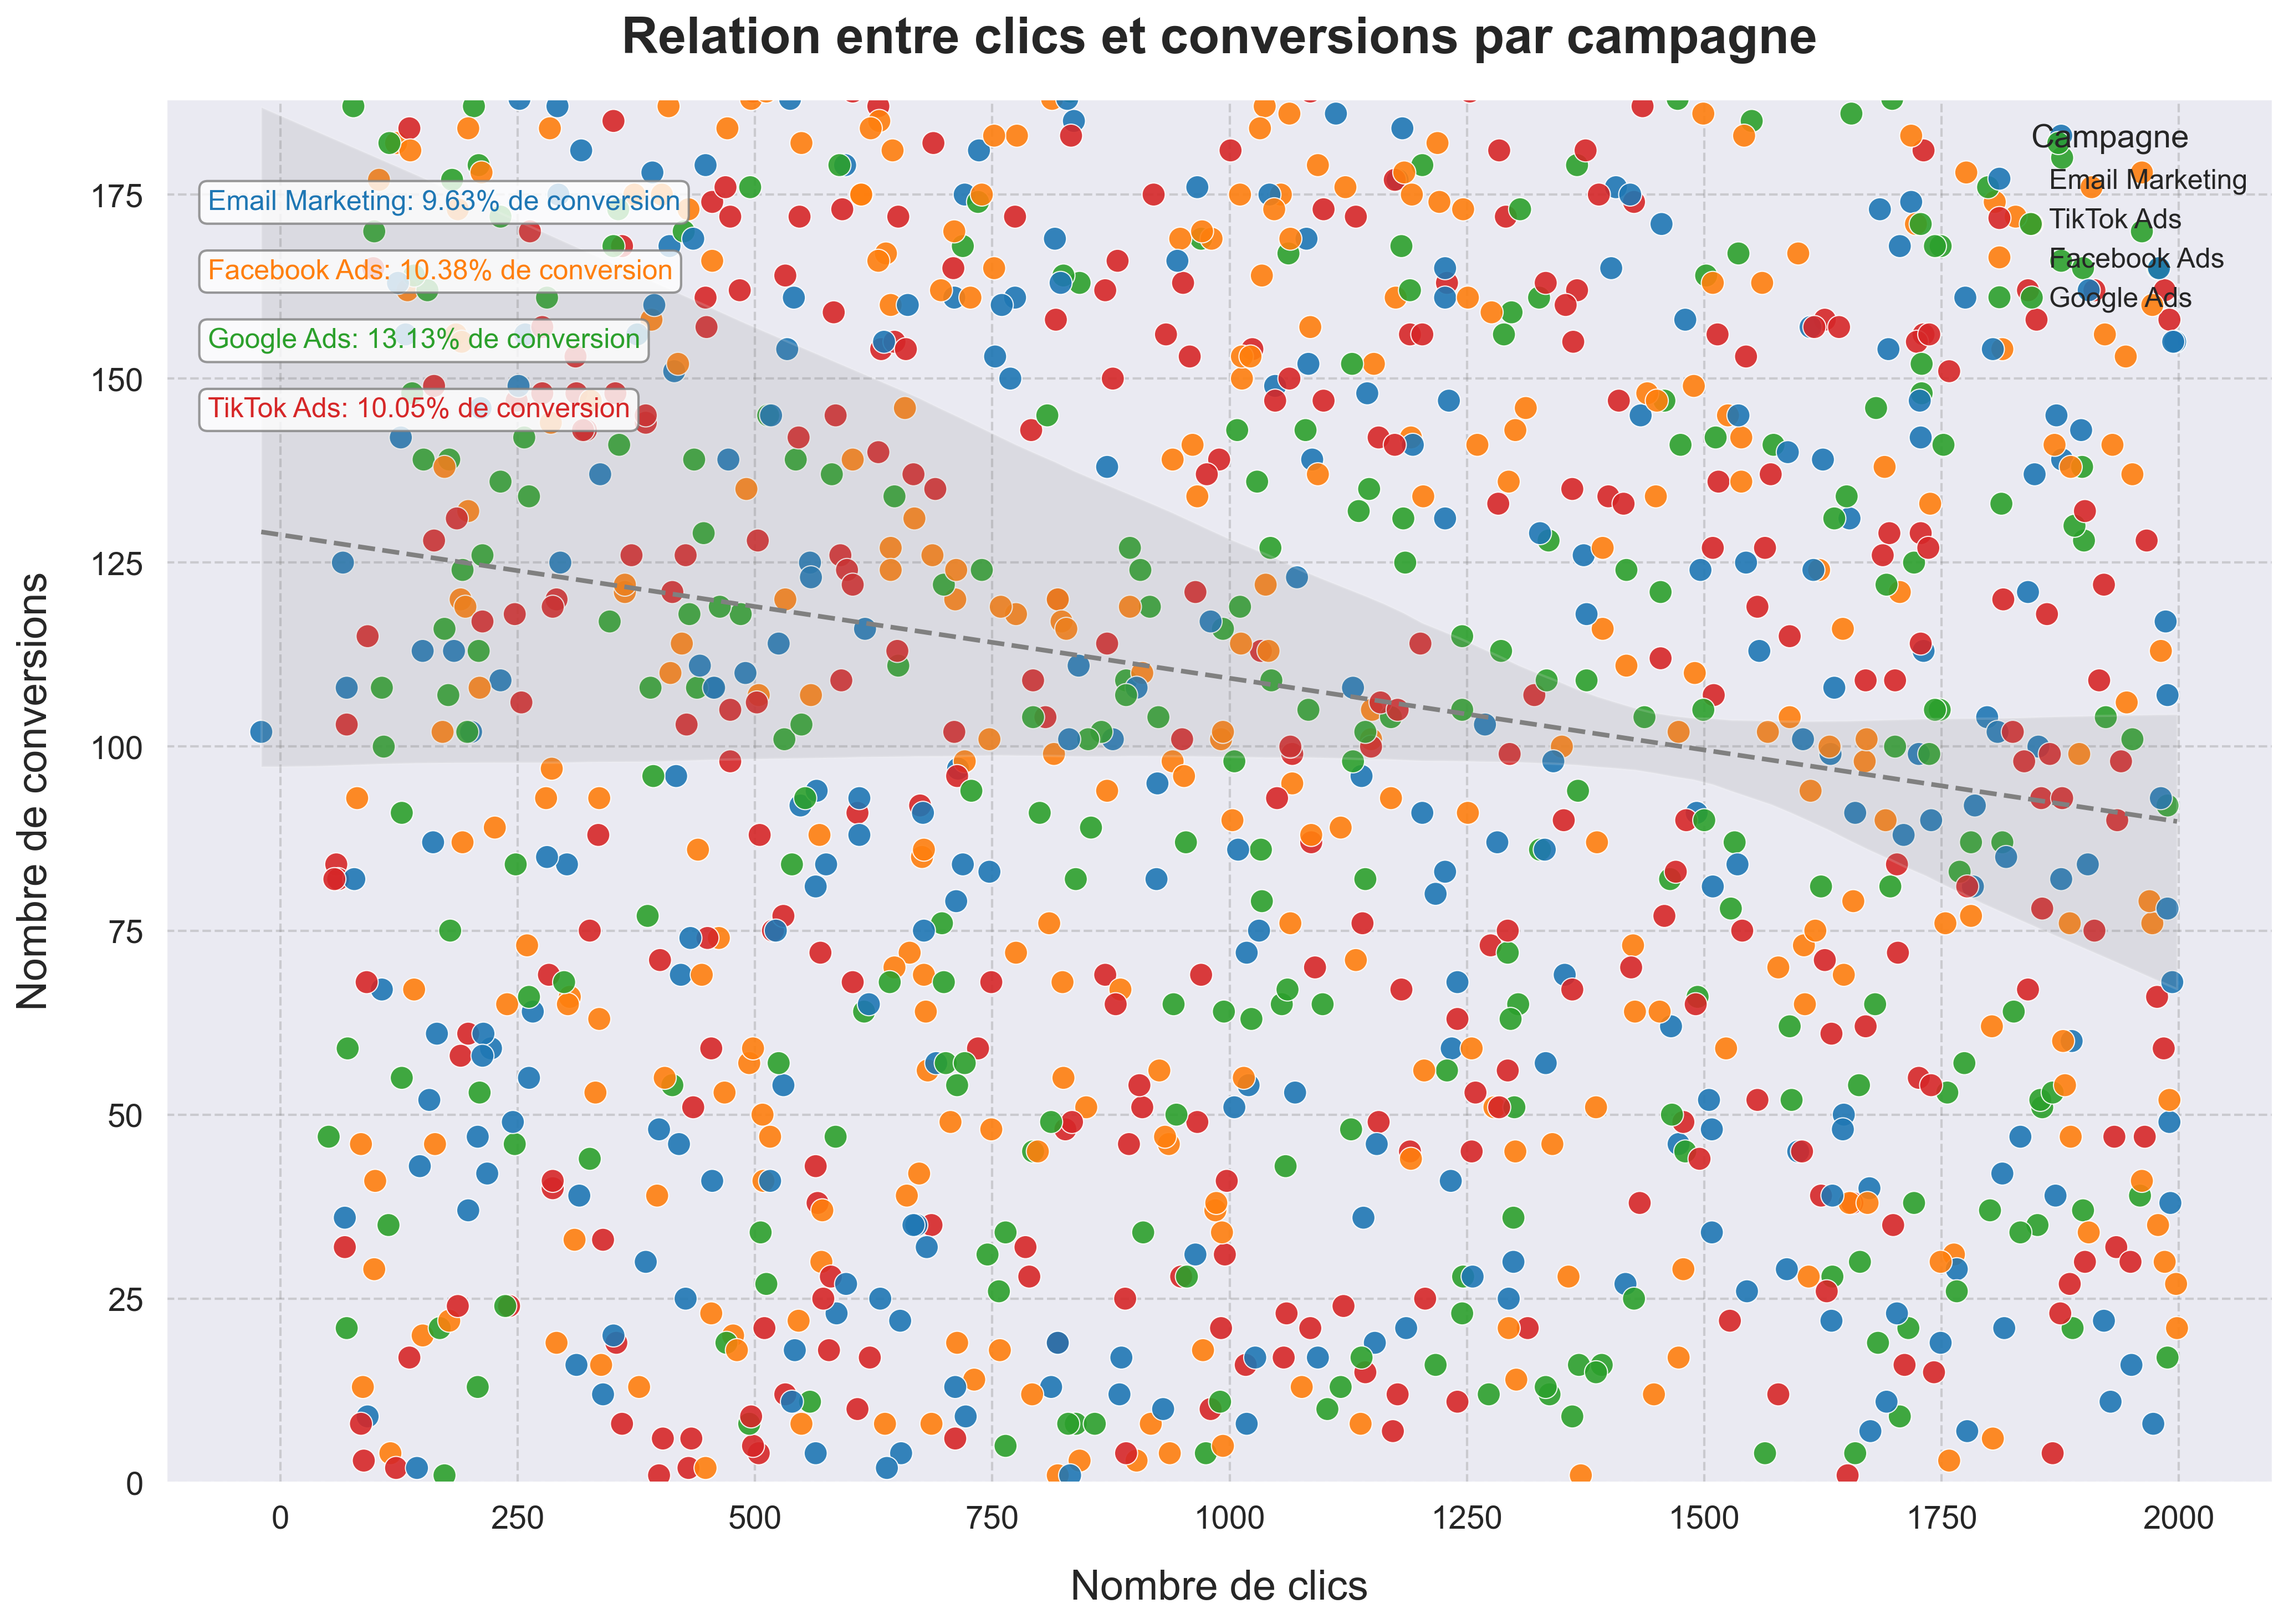 Relation entre clics et conversions par campagne
Nombre de conversions
175
150
125
100
75
50
25
0
Email Marketing: 9.63% de conversion
Facebook Ads: 10.38% de conversion
Google Ads: 13.13% de conversion
TikTok Ads: 10.05% de conversion
Campagne
Email Marketing
TikTok Ads
Facebook Ads
Google Ads
0 250 500 750 1000 1250 1500 1750 2000
Nombre de clics